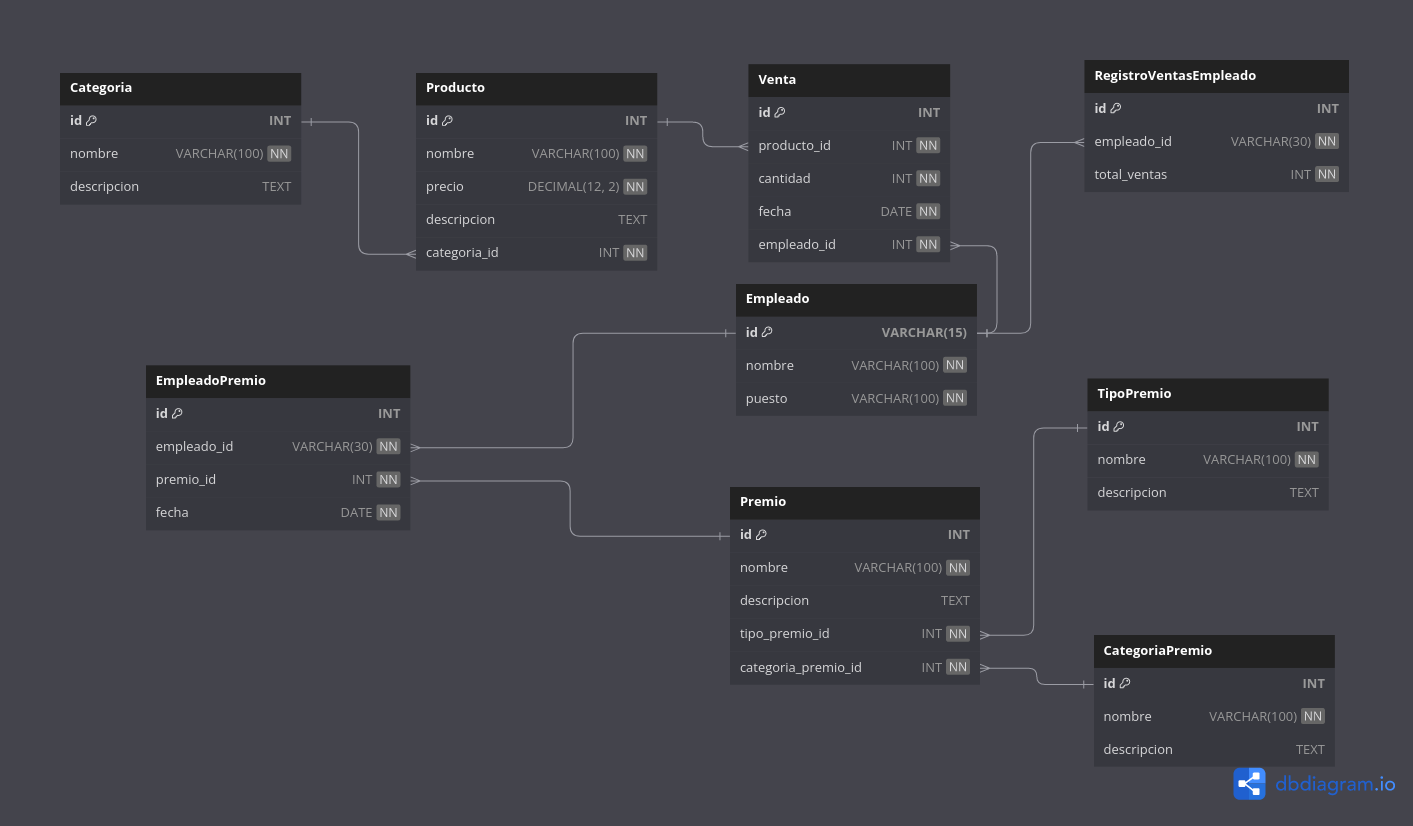 Categoria
id INT
nombre VARCHAR(100) NN
descripcion TEXT
Producto
id INT
nombre VARCHAR(100) NN
precio DECIMAL(12, 2) NN
descripcion TEXT
categoria_id INT NN
Venta
id INT
producto_id INT NN
cantidad INT NN
fecha DATE NN
empleado_id INT NN
RegistroVentasEmpleado
id INT
empleado_id VARCHAR(30) NN
total_ventas INT NN
Empleado
id VARCHAR(15)
nombre VARCHAR(100) NN
puesto VARCHAR(100) NN
EmpleadoPremio
id INT
empleado_id VARCHAR(30) NN
premio_id INT NN
fecha DATE NN
TipoPremio
id INT
nombre VARCHAR(100) NN
descripcion TEXT
Premio
id INT
nombre VARCHAR(100) NN
descripcion TEXT
tipo_premio_id INT NN
categoria_premio_id INT NN
CategoriaPremio
id INT
nombre VARCHAR(100) NN
descripcion TEXT
dbdiagram.io